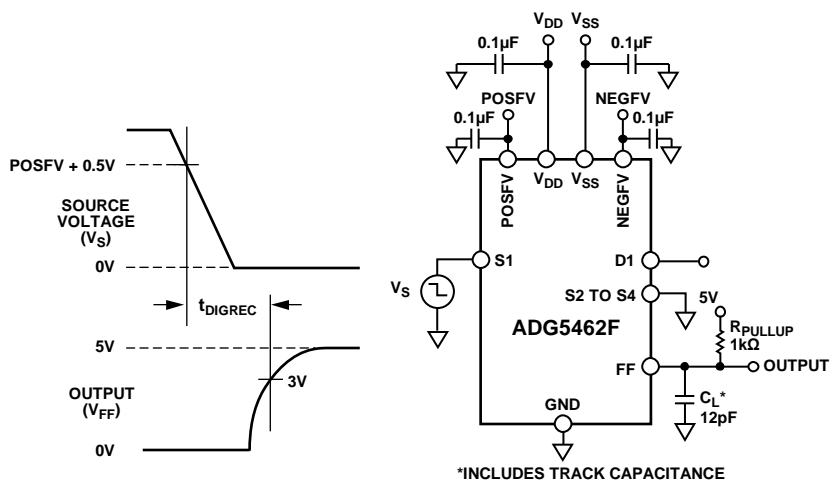 POSFV + 0.5V
SOURCE
VOLTAGE
(VS)
0V
tDIGREC
5V
OUTPUT
(VFF)
3V
0V
VDD
VSS
0.1µF
0.1µF
POSFV
NEGFV
0.1µF
0.1µF
POSFV
VDD
VSS
NEGFV
VS
S1
D1
S2 TO S4
5V
ADG5462F
RPULLUP
1kΩ
FF
OUTPUT
GND
CL*
12pF
*INCLUDES TRACK CAPACITANCE